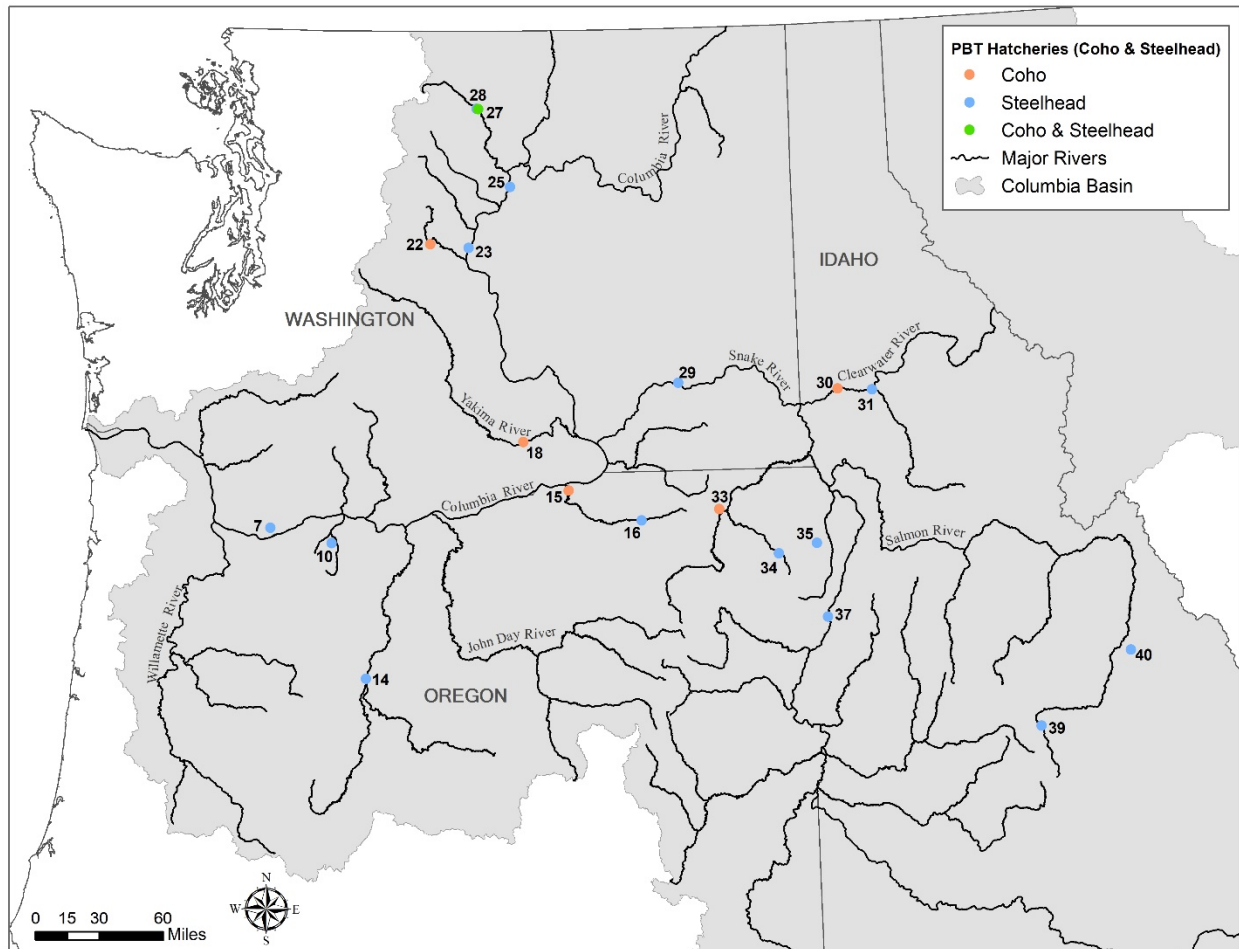 PBT Hatcheries (Coho & Steelhead)
Coho
Steelhead
Coho & Steelhead
Major Rivers
Columbia Basin
28
27
Columbia River
25
22
23
IDAHO
WASHINGTON
Snake River
Clearwater River
29
30
31
Yakima River
18
Columbia River
15
33
7
10
16
35
34
Salmon River
Willamette River
37
John Day River
40
14
OREGON
39
N
W
E
S
0 15 30 60
Miles